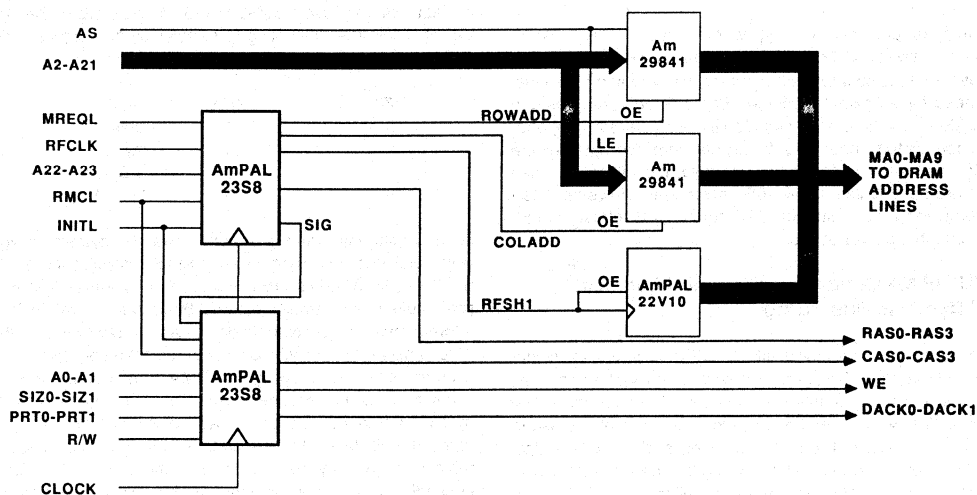 AS
A2-A21
MREQL
RFCLK
A22-A23
RMCL
INITL
AmPAL
23S8
SIG
ROWADD
COLADD
RFSH1
Am
29841
OE
LE
Am
29841
OE
OE
AmPAL
22V10
MA0-MA9
TO DRAM
ADDRESS
LINES
A0-A1
SIZ0-SIZ1
PRT0-PRT1
R/W
CLOCK
AmPAL
23S8
RAS0-RAS3
CAS0-CAS3
WE
DACK0-DACK1